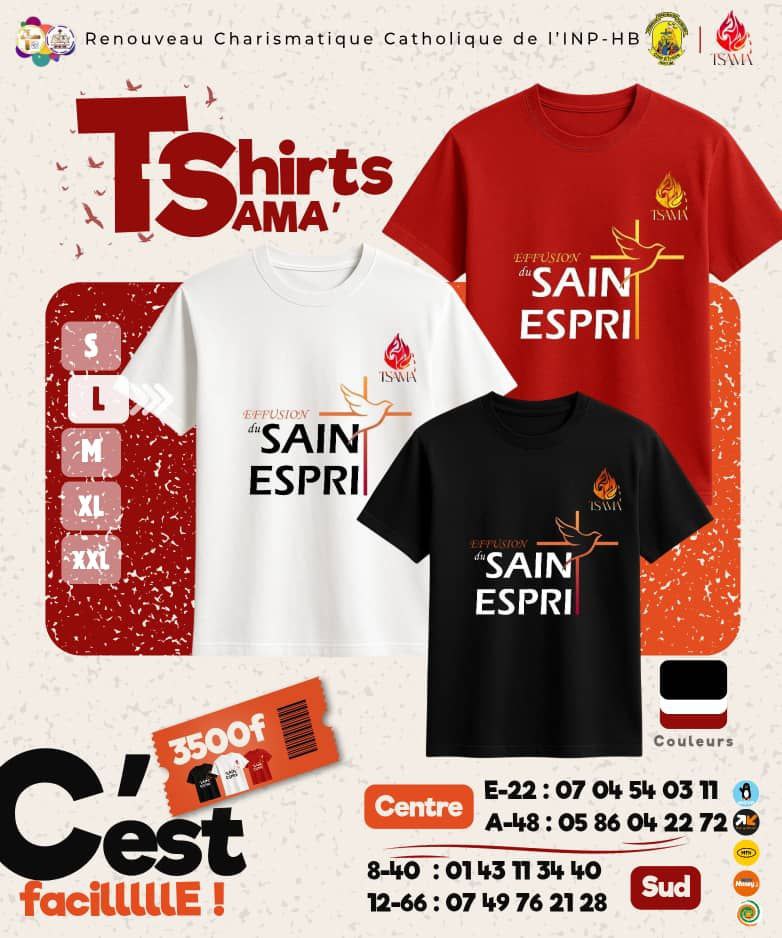 Renouveau Charismatique Catholique de l'INP-HB
TSAMA'
T-Shirts
SAMA'
TSAMA'
EFFUSION
du SAIN
ESPRI
TSAMA'
EFFUSION
du SAIN
ESPRI
TSAMA'
EFFUSION
du SAIN
ESPRI
S
L
M
XL
XXL
Couleurs
3500f
C'est
facilllllE !
Centre
E-22 : 07 04 54 03 11
A-48 : 05 86 04 22 72
8-40 : 01 43 11 34 40
12-66 : 07 49 76 21 28
Sud
MTN
Money